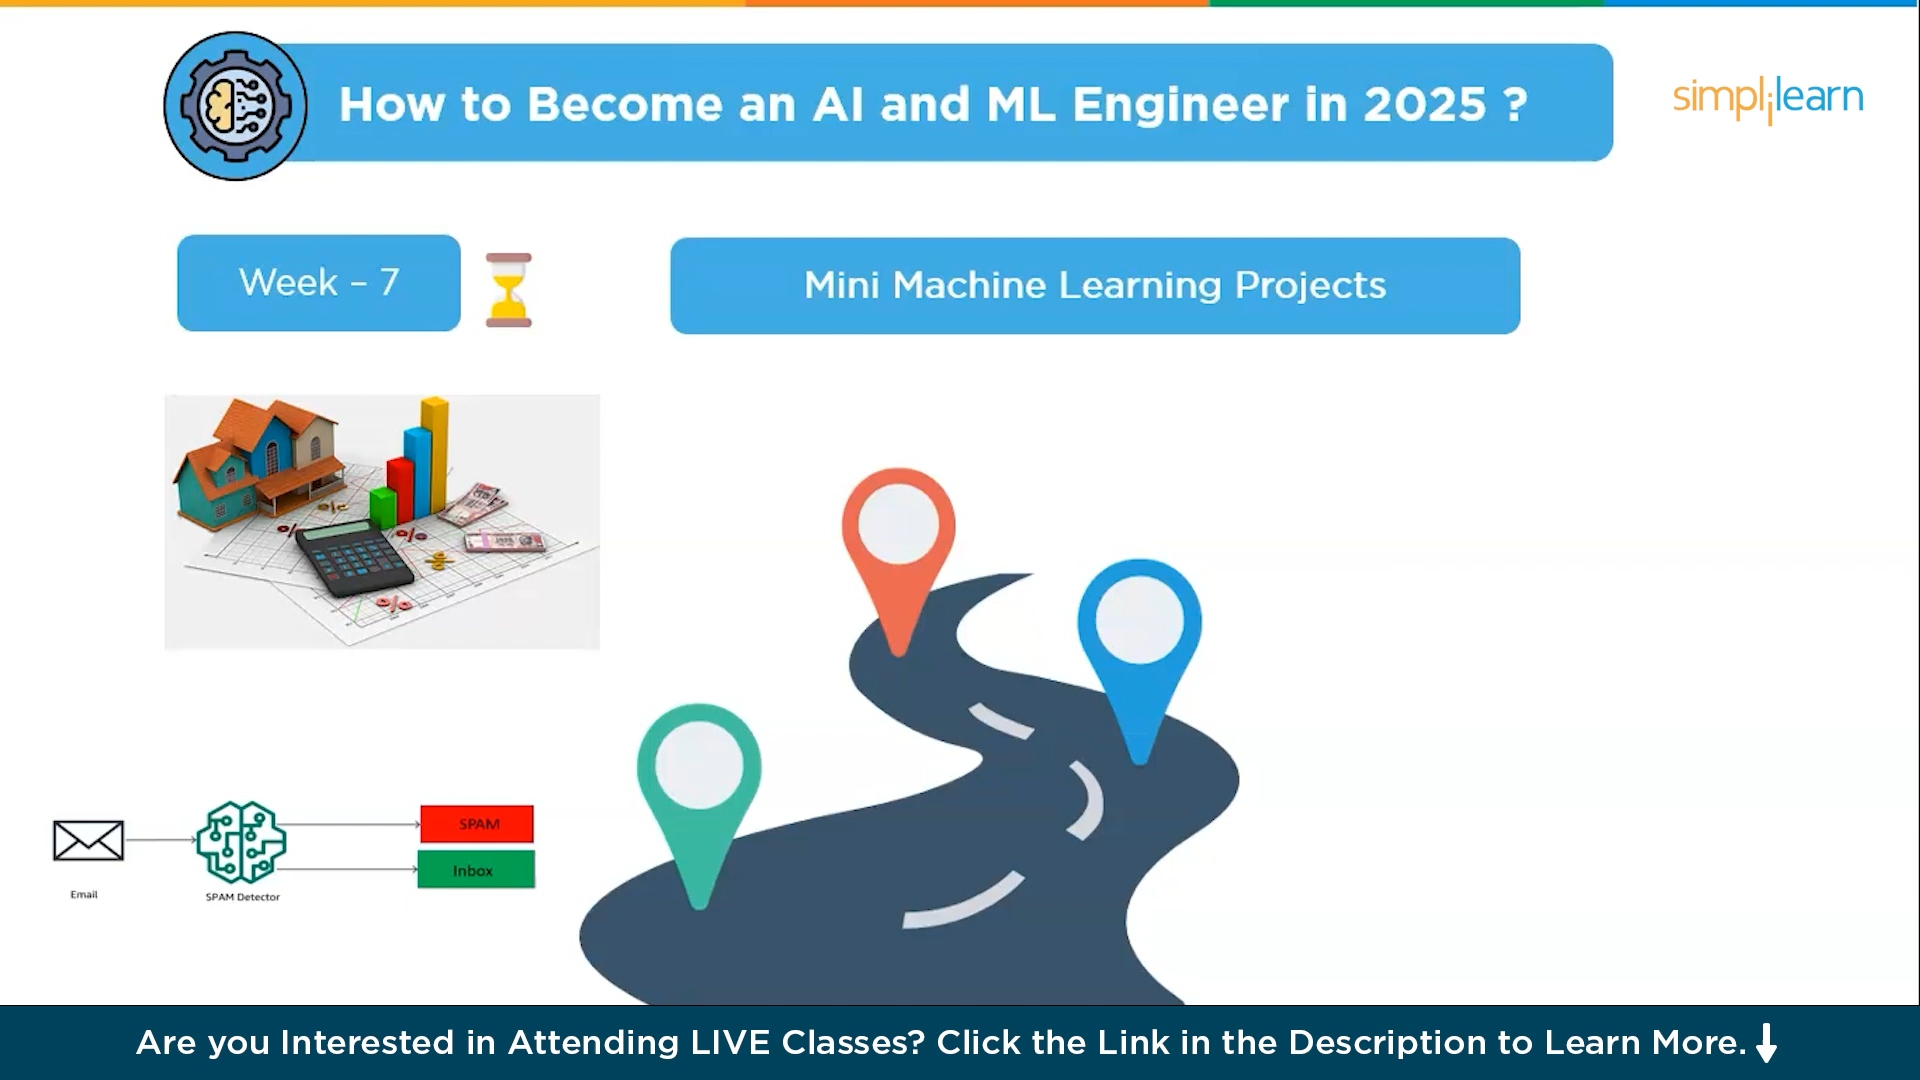 How to Become an AI and ML Engineer in 2025 ?
simplilearn
Week – 7
Mini Machine Learning Projects
SPAM
Inbox
Email
SPAM Detector
Are you Interested in Attending LIVE Classes? Click the Link in the Description to Learn More.